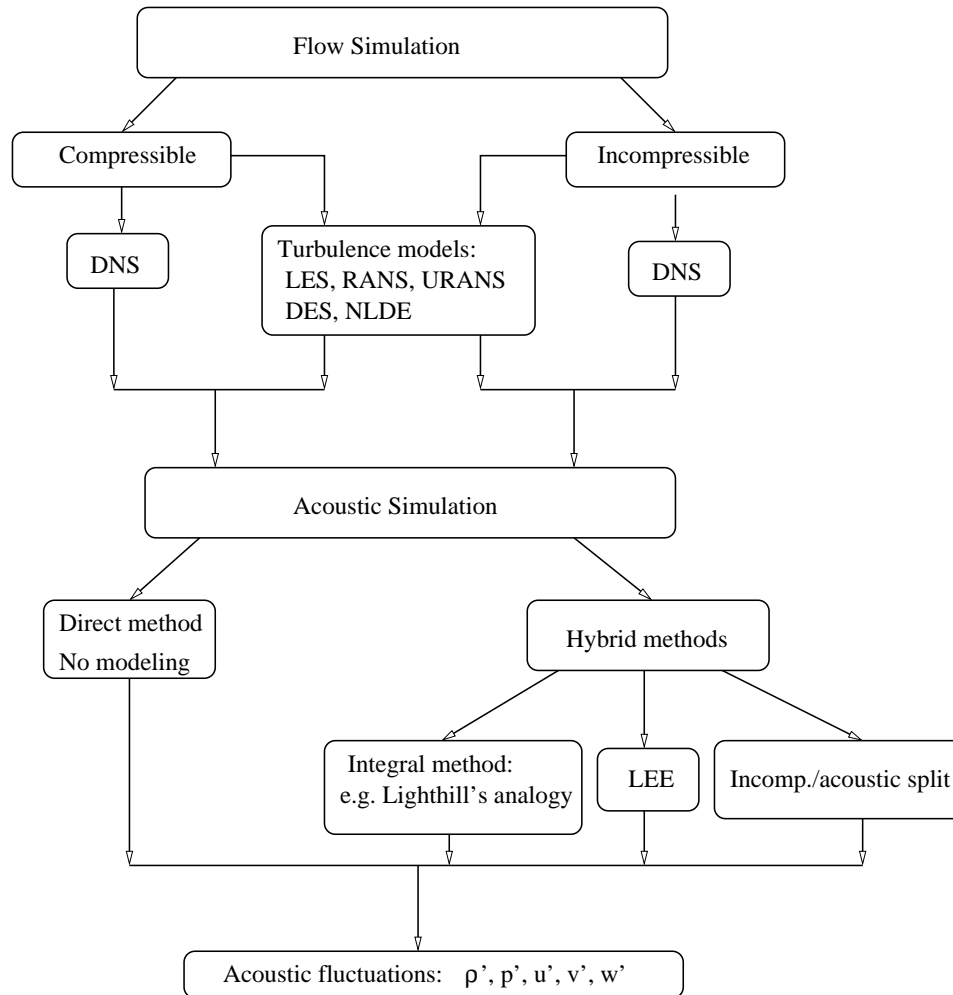 Flow Simulation
Compressible
Incompressible
DNS
Turbulence models:
LES, RANS, URANS
DES, NLDE
DNS
Acoustic Simulation
Direct method
No modeling
Hybrid methods
Integral method:
e.g. Lighthill’s analogy
LEE
Incomp./acoustic split
Acoustic fluctuations: ρ’, p’, u’, v’, w’